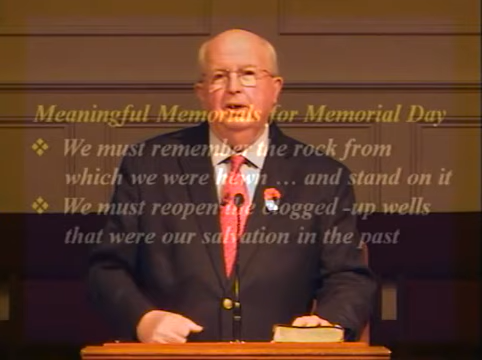 Meaningful Memorials for Memorial Day
❖ We must remember the rock from
which we were hewn ... and stand on it
❖ We must reopen the clogged -up wells
that were our salvation in the past